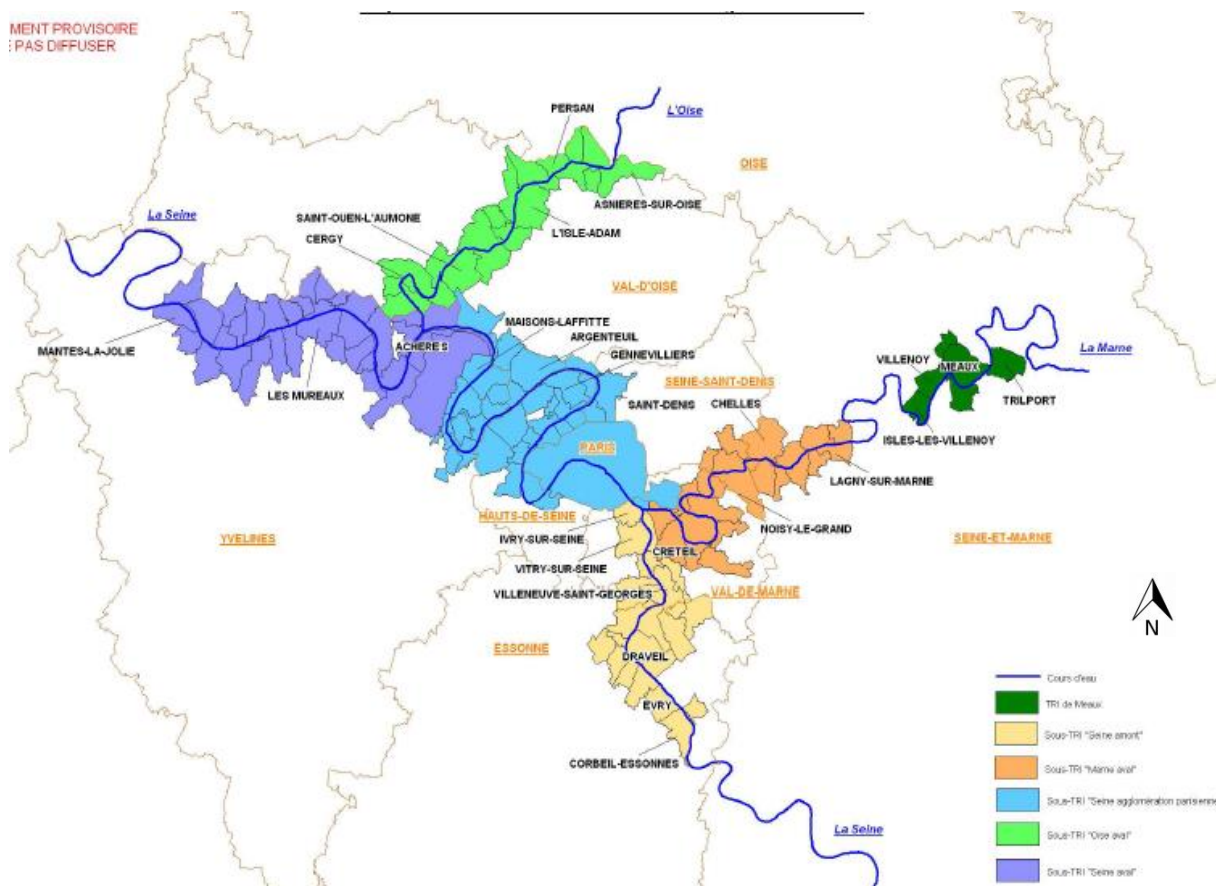 MENT PROVISOIRE
PAS DIFFUSER
PERSAN
L'Oise
OISE
ASNIERES-SUR-OISE
La Seine
SAINT-OUEN-L'AUMONE
CERGY
L'ISLE-ADAM
VAL-D'OISE
MAISONS-LAFFITTE
ARGENTEUIL
GENNEVILLIERS
MANTES-LA-JOLIE
ACHERES
LES MUREAUX
SEINE-SAINT-DENIS
SAINT-DENIS
CHELLES
VILLENOY
MEAUX
La Marne
TRILPORT
ISLES-LES-VILLENOY
PARIS
LAGNY-SUR-MARNE
HAUTS-DE-SEINE
NOISY-LE-GRAND
YVELINES
IVRY-SUR-SEINE
SEINE-ET-MARNE
CRETEIL
VITRY-SUR-SEINE
VILLENEUVE-SAINT-GEORGES
VAL-DE-MARNE
N
ESSONNE
DRAVEIL
EVRY
CORBEIL-ESSONNES
La Seine
Cours d'eau
TRI de Meaux
Sous-TRI "Seine amont"
Sous-TRI "Marne aval"
Sous-TRI "Seine agglomération parisienne
Sous-TRI "Oise aval"
Sous-TRI "Seine aval"